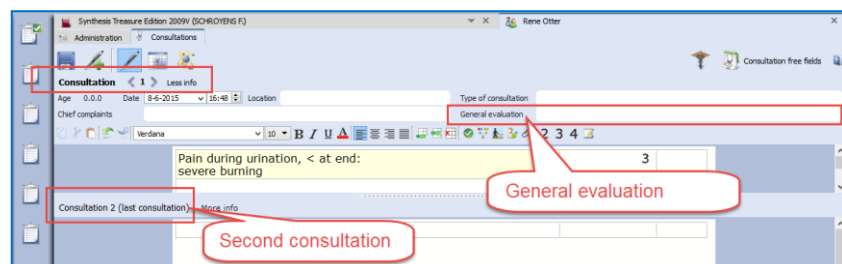 Synthesis Treasure Edition 2009V (SCHROYENS F.)
Rene Otter
Administration Consultations
Consultation free fields
Consultation < 1 > Less info
Age 0.0.0 Date 8-6-2015 16:48 Location Type of consultation
Chief complaints General evaluation
Verdana 10 B I U A 2 3 4
Pain during urination, < at end: 3
severe burning
General evaluation
Consultation 2 (last consultation) More info
Second consultation